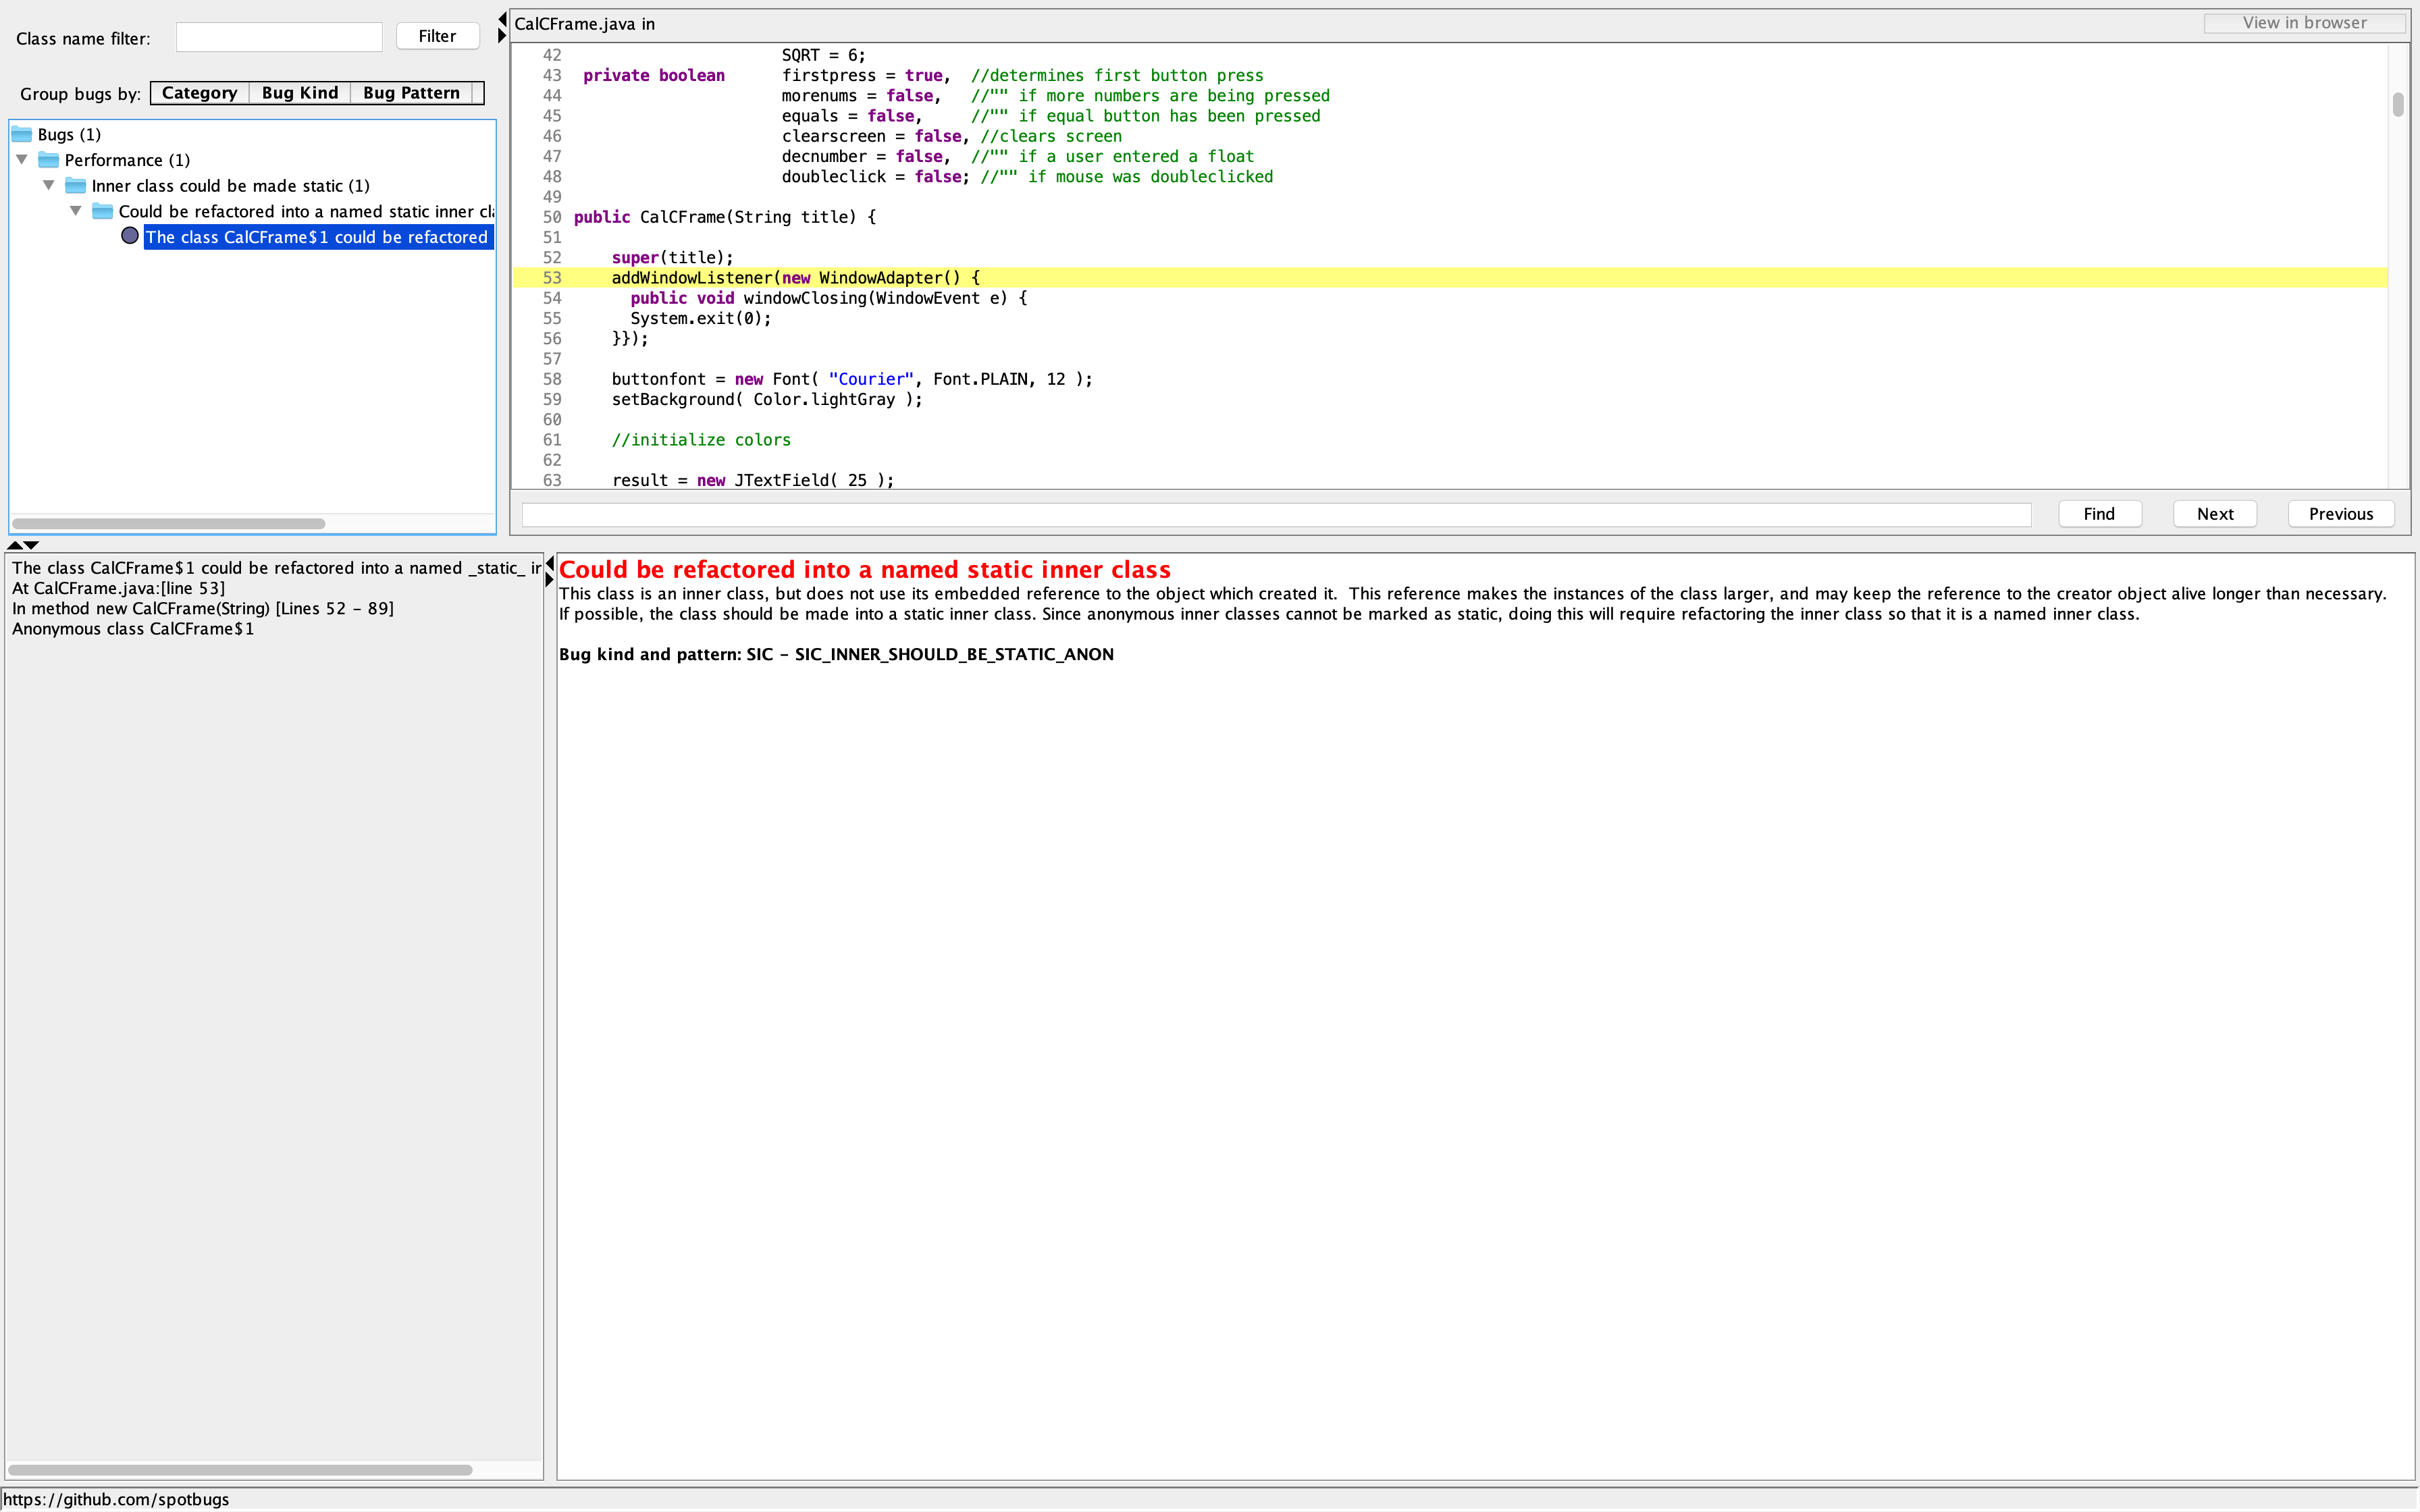 Class name filter:
Filter
Group bugs by: Category Bug Kind Bug Pattern
Bugs (1)
Performance (1)
Inner class could be made static (1)
Could be refactored into a named static inner cl
The class CalCFrame$1 could be refactored
CalCFrame.java in
View in browser
42 SQRT = 6;
43 private boolean firstpress = true, //determines first button press
44 morenums = false, //"" if more numbers are being pressed
45 equals = false, //"" if equal button has been pressed
46 clearscreen = false, //clears screen
47 decnumber = false, //"" if a user entered a float
48 doubleclick = false; //"" if mouse was doubleclicked
49
50 public CalCFrame(String title) {
51
52 super(title);
53 addWindowListener(new WindowAdapter() {
54 public void windowClosing(WindowEvent e) {
55 System.exit(0);
56 }});
57
58 buttonfont = new Font( "Courier", Font.PLAIN, 12 );
59 setBackground( Color.lightGray );
60
61 //initialize colors
62
63 result = new JTextField( 25 );
Find
Next
Previous
The class CalCFrame$1 could be refactored into a named _static_ ir
At CalCFrame.java:[line 53]
In method new CalCFrame(String) [Lines 52 - 89]
Anonymous class CalCFrame$1
Could be refactored into a named static inner class
This class is an inner class, but does not use its embedded reference to the object which created it.  This reference makes the instances of the class larger, and may keep the reference to the creator object alive longer than necessary.
If possible, the class should be made into a static inner class. Since anonymous inner classes cannot be marked as static, doing this will require refactoring the inner class so that it is a named inner class.
Bug kind and pattern: SIC - SIC_INNER_SHOULD_BE_STATIC_ANON
https://github.com/spotbugs